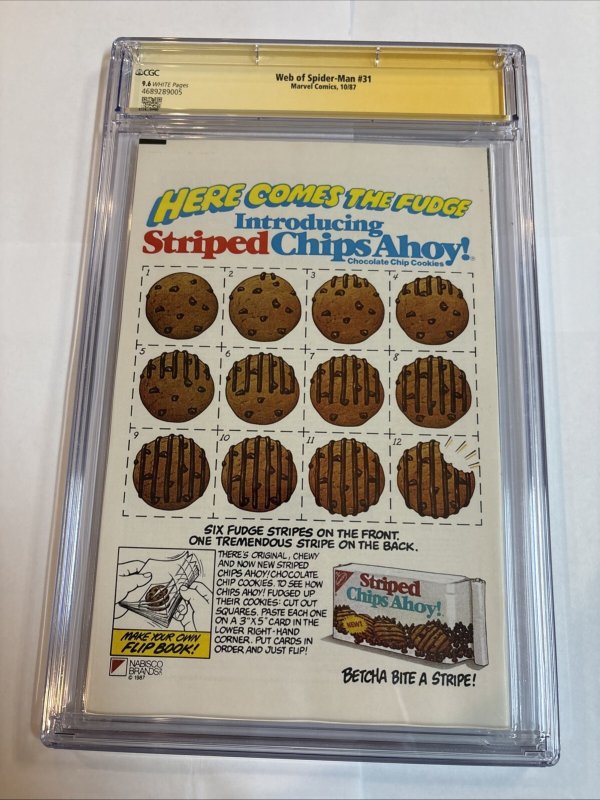 CGC
9.6 WHITE Pages
4689289005
Web of Spider-Man #31
Marvel Comics, 10/87
HERE COMES THE FUDGE
Introducing
Striped Chips Ahoy!®
Chocolate Chip Cookies
1 2 3 4
5 6 7 8
9 10 11 12
SIX FUDGE STRIPES ON THE FRONT.
ONE TREMENDOUS STRIPE ON THE BACK.
THERE'S ORIGINAL, CHEWY
AND NOW NEW STRIPED
CHIPS AHOY! CHOCOLATE
CHIP COOKIES. TO SEE HOW
CHIPS AHOY! FUDGED UP
THEIR COOKIES: CUT OUT
SQUARES. PASTE EACH ONE
ON A 3"X5" CARD IN THE
LOWER RIGHT-HAND
CORNER. PUT CARDS IN
ORDER AND JUST FLIP!
MAKE YOUR OWN
FLIP BOOK!
NABISCO
BRANDS
© 1987
Striped
Chips Ahoy!
NEW!
BETCHA BITE A STRIPE!